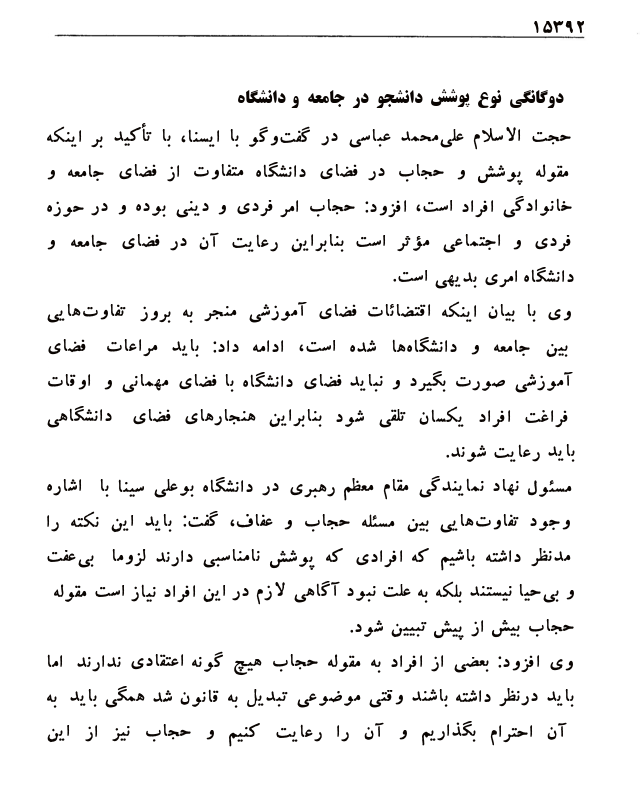 ۱۵۳۹۲
دوگانگی نوع پوشش دانشجو در جامعه و دانشگاه
حجت الاسلام علی‌محمد عباسی در گفت‌وگو با ایسنا، با تأکید بر اینکه
مقوله پوشش و حجاب در فضای دانشگاه متفاوت از فضای جامعه و
خانوادگی افراد است، افزود: حجاب امر فردی و دینی بوده و در حوزه
فردی و اجتماعی مؤثر است بنابراین رعایت آن در فضای جامعه و
دانشگاه امری بدیهی است.
وی با بیان اینکه اقتضائات فضای آموزشی منجر به بروز تفاوت‌هایی
بین جامعه و دانشگاه‌ها شده است، ادامه داد: باید مراعات فضای
آموزشی صورت بگیرد و نباید فضای دانشگاه با فضای مهمانی و اوقات
فراغت افراد یکسان تلقی شود بنابراین هنجارهای فضای دانشگاهی
باید رعایت شوند.
مسئول نهاد نمایندگی مقام معظم رهبری در دانشگاه بوعلی سینا با اشاره
وجود تفاوت‌هایی بین مسئله حجاب و عفاف، گفت: باید این نکته را
مدنظر داشته باشیم که افرادی که پوشش نامناسبی دارند لزوما بی‌عفت
و بی‌حیا نیستند بلکه به علت نبود آگاهی لازم در این افراد نیاز است مقوله
حجاب بیش از پیش تبیین شود.
وی افزود: بعضی از افراد به مقوله حجاب هیچ گونه اعتقادی ندارند اما
باید درنظر داشته باشند وقتی موضوعی تبدیل به قانون شد همگی باید به
آن احترام بگذاریم و آن را رعایت کنیم و حجاب نیز از این